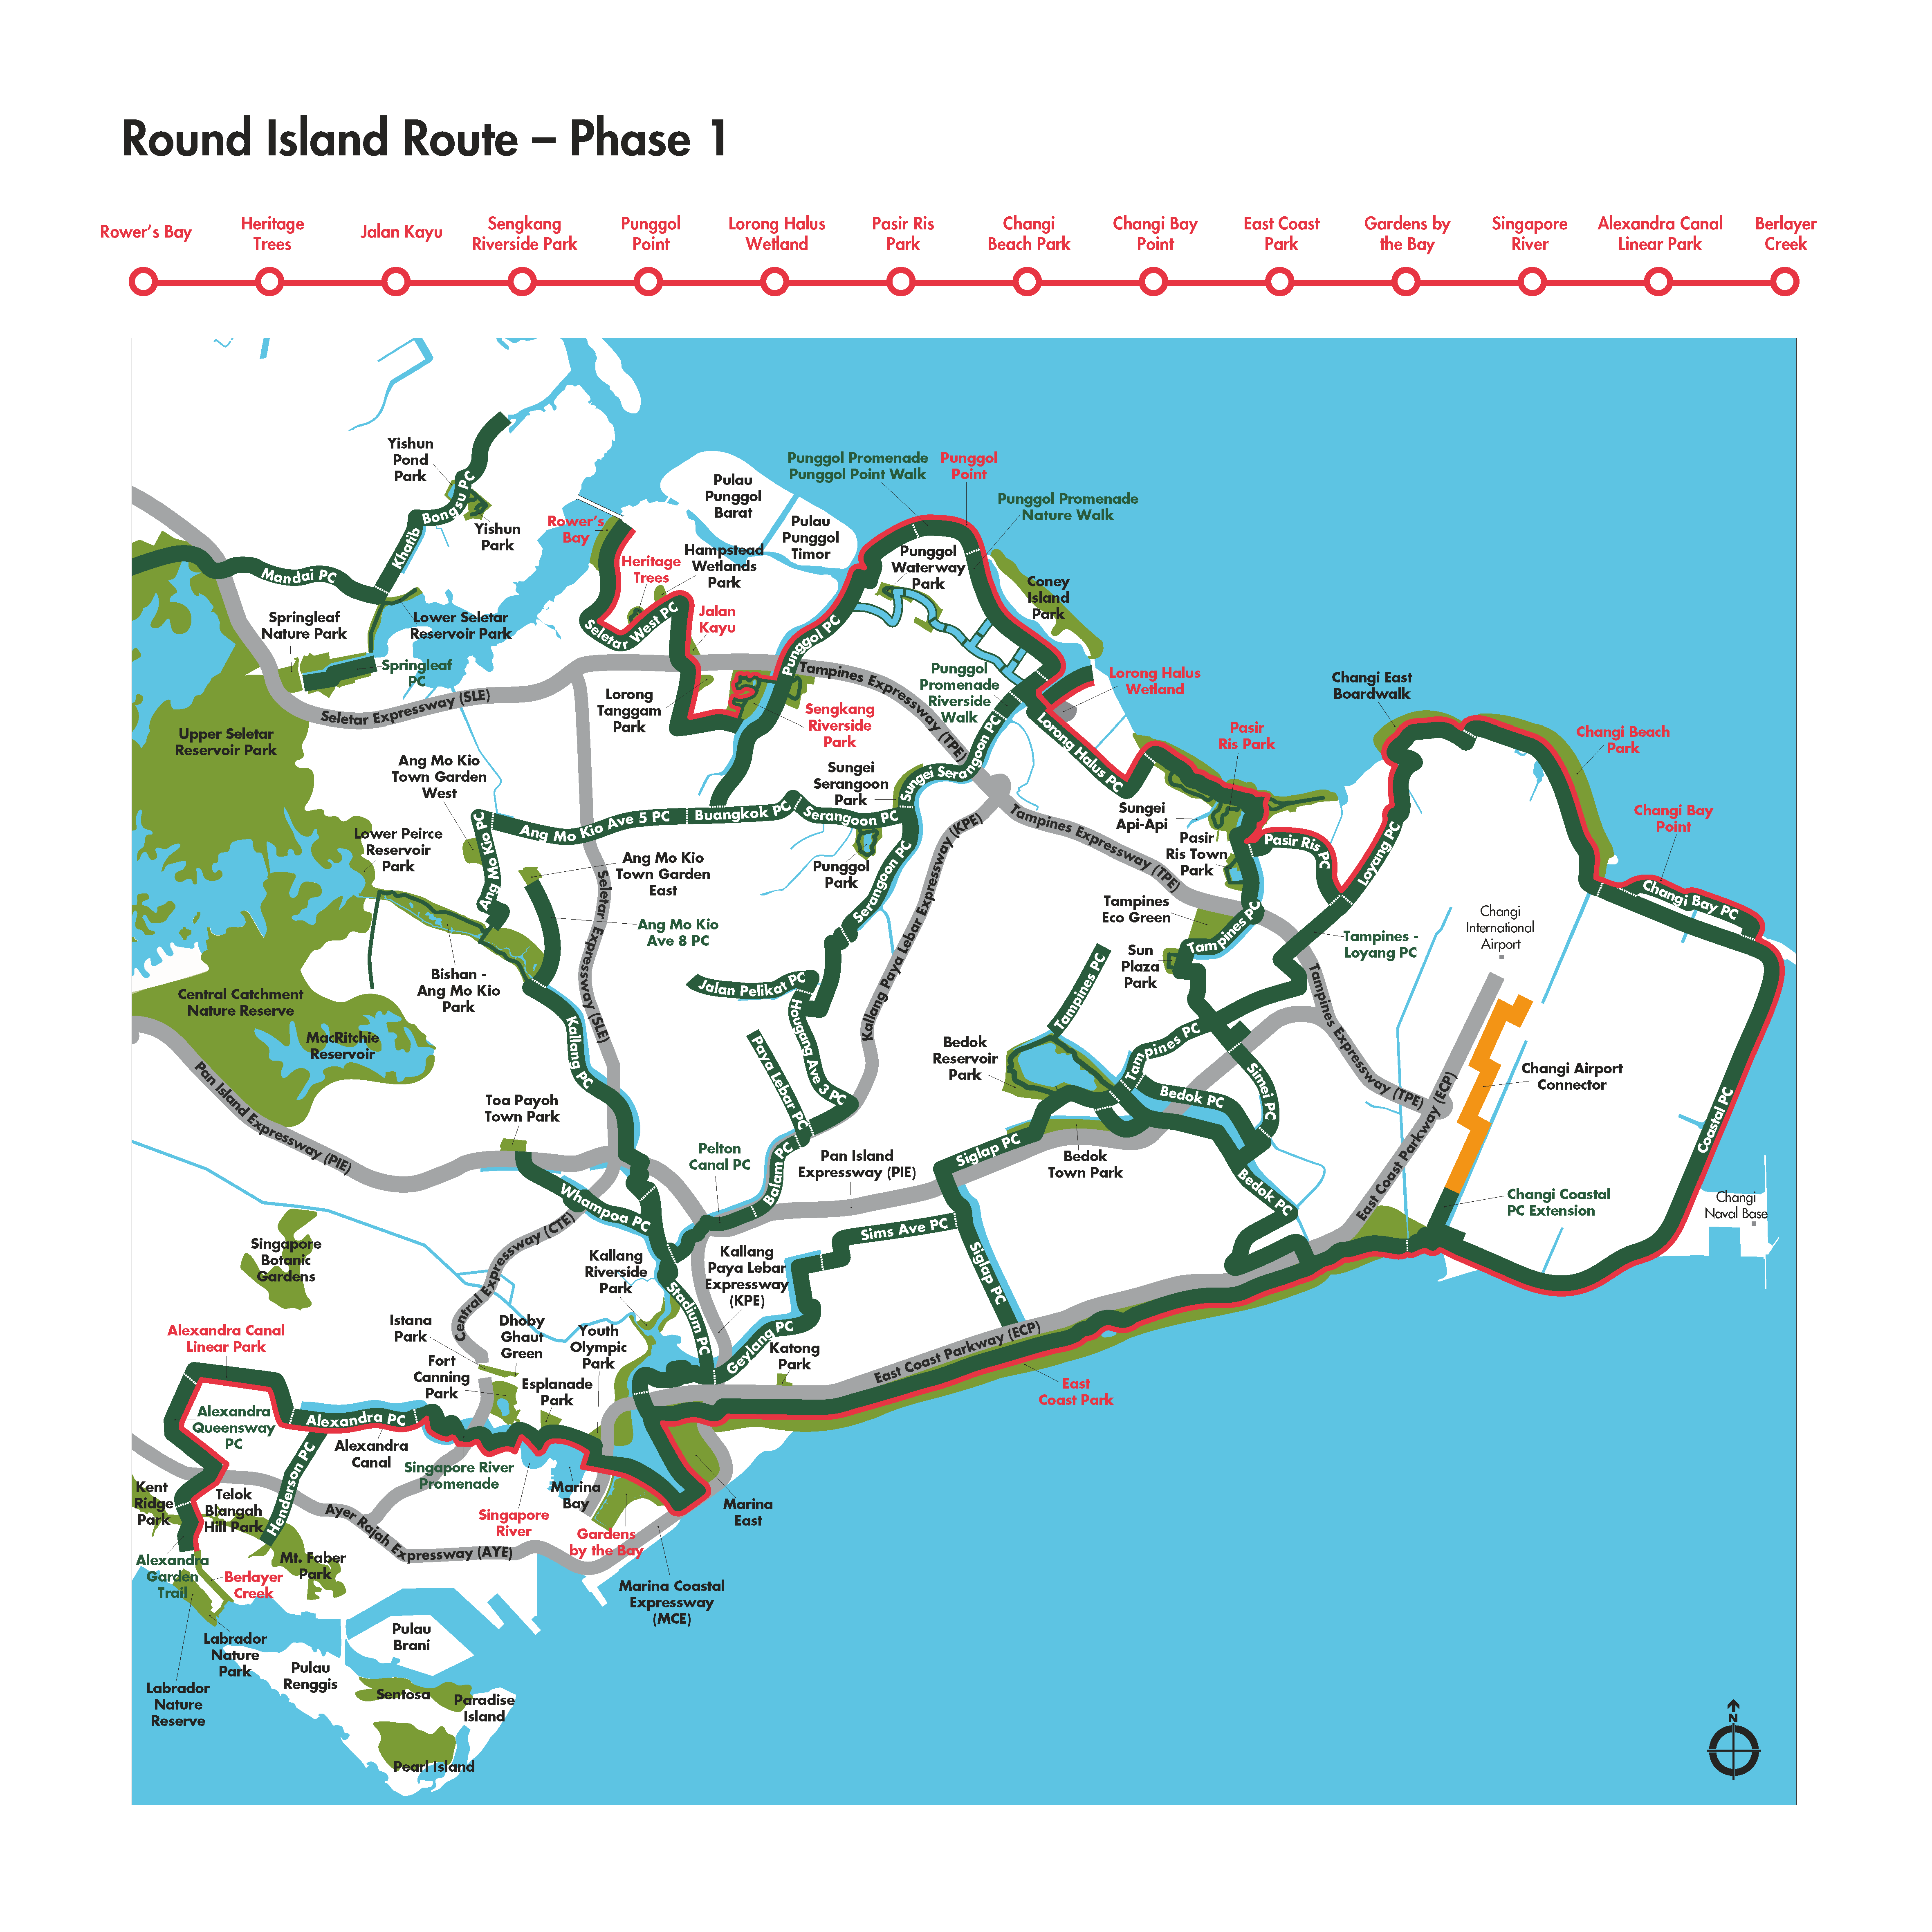 Round Island Route – Phase 1
Rower's Bay
Heritage
Trees
Jalan Kayu
Sengkang
Riverside Park
Punggol
Point
Lorong Halus
Wetland
Pasir Ris
Park
Changi
Beach Park
Changi Bay
Point
East Coast
Park
Gardens by
the Bay
Singapore
River
Alexandra Canal
Linear Park
Berlayer
Creek
Yishun
Pond
Park
Khatib Bongsu PC
Yishun
Park
Mandai PC
Springleaf
Nature Park
Lower Seletar
Reservoir Park
Springleaf
PC
Seletar Expressway (SLE)
Upper Seletar
Reservoir Park
Rower's
Bay
Heritage
Trees
Hampstead
Wetlands
Park
Seletar West PC
Jalan
Kayu
Pulau
Punggol
Barat
Pulau
Punggol
Timor
Punggol Promenade
Punggol Point Walk
Punggol
Point
Punggol Promenade
Nature Walk
Punggol
Waterway
Park
Coney
Island
Park
Punggol PC
Tampines Expressway (TPE)
Punggol
Promenade
Riverside
Walk
Lorong Halus
Wetland
Lorong
Tanggam
Park
Sengkang
Riverside
Park
Lorong Halus PC
Pasir
Ris Park
Changi East
Boardwalk
Changi Beach
Park
Changi Bay
Point
Ang Mo Kio
Town Garden
West
Sungei
Serangoon
Park
Sungei Serangoon PC
Sungei
Api-Api
Pasir
Ris Town
Park
Pasir Ris PC
Loyang PC
Changi Bay PC
Ang Mo Kio PC
Ang Mo Kio Ave 5 PC
Buangkok PC
Serangoon PC
Lower Peirce
Reservoir
Park
Ang Mo Kio
Town Garden
East
Punggol
Park
Serangoon PC
Kallang Paya Lebar Expressway (KPE)
Tampines Expressway (TPE)
Seletar Expressway (SLE)
Ang Mo Kio
Ave 8 PC
Tampines
Eco Green
Tampines PC
Sun
Plaza
Park
Tampines -
Loyang PC
Changi
International
Airport
Bishan -
Ang Mo Kio
Park
Jalan Pelikat PC
Hougang Ave 3 PC
Tampines PC
Tampines Expressway (TPE)
Central Catchment
Nature Reserve
MacRitchie
Reservoir
Kallang PC
Paya Lebar PC
Bedok
Reservoir
Park
Tampines PC
Simei PC
Bedok PC
Changi Airport
Connector
Coastal PC
Pan Island Expressway (PIE)
Toa Payoh
Town Park
Pelton
Canal PC
Balam PC
Pan Island
Expressway (PIE)
Siglap PC
Bedok
Town Park
Bedok PC
East Coast Parkway (ECP)
Changi Coastal
PC Extension
Changi
Naval Base
Whampoa PC
Sims Ave PC
Siglap PC
Singapore
Botanic
Gardens
Central Expressway (CTE)
Kallang
Riverside
Park
Kallang
Paya Lebar
Expressway
(KPE)
Stadium PC
Geylang PC
Katong
Park
East Coast Parkway (ECP)
East
Coast Park
Alexandra Canal
Linear Park
Istana
Park
Dhoby
Ghaut
Green
Youth
Olympic
Park
Fort
Canning
Park
Esplanade
Park
Alexandra
Queensway
PC
Alexandra PC
Alexandra
Canal
Singapore River
Promenade
Henderson PC
Marina
Bay
Marina
East
Singapore
River
Gardens
by the Bay
Kent
Ridge
Park
Telok
Blangah
Hill Park
Ayer Rajah Expressway (AYE)
Mt. Faber
Park
Alexandra
Garden
Trail
Berlayer
Creek
Marina Coastal
Expressway
(MCE)
Labrador
Nature
Park
Labrador
Nature
Reserve
Pulau
Brani
Pulau
Renggis
Sentosa
Paradise
Island
Pearl Island
N